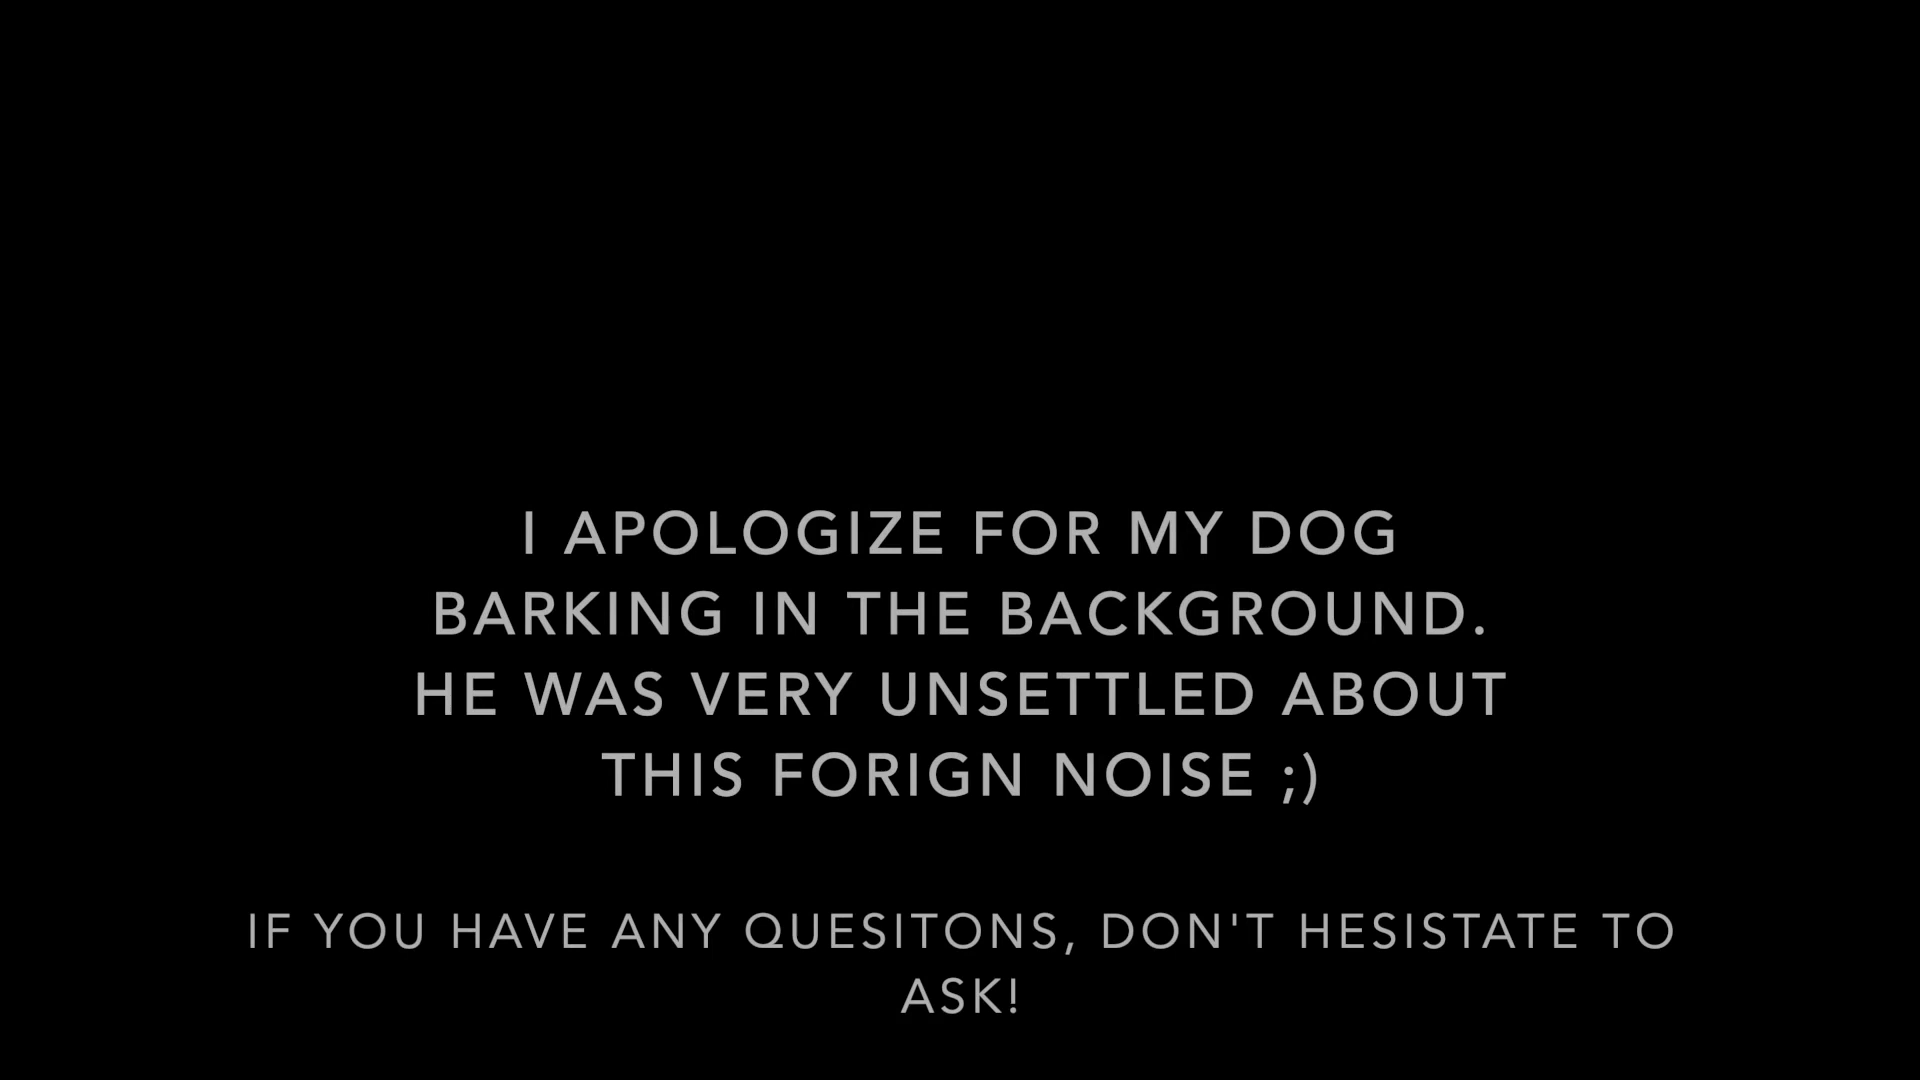 I APOLOGIZE FOR MY DOG
BARKING IN THE BACKGROUND.
HE WAS VERY UNSETTLED ABOUT
THIS FORIGN NOISE ;)
IF YOU HAVE ANY QUESITONS, DON'T HESISTATE TO
ASK!